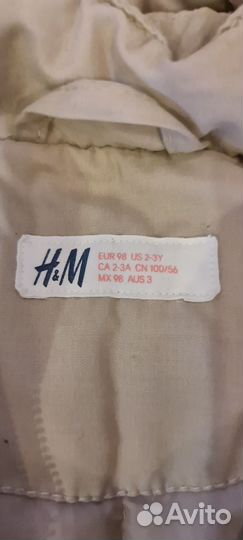 H&M
EUR 98 US 2-3Y
CA 2-3A CN 100/56
MX 98 AUS 3
Avito